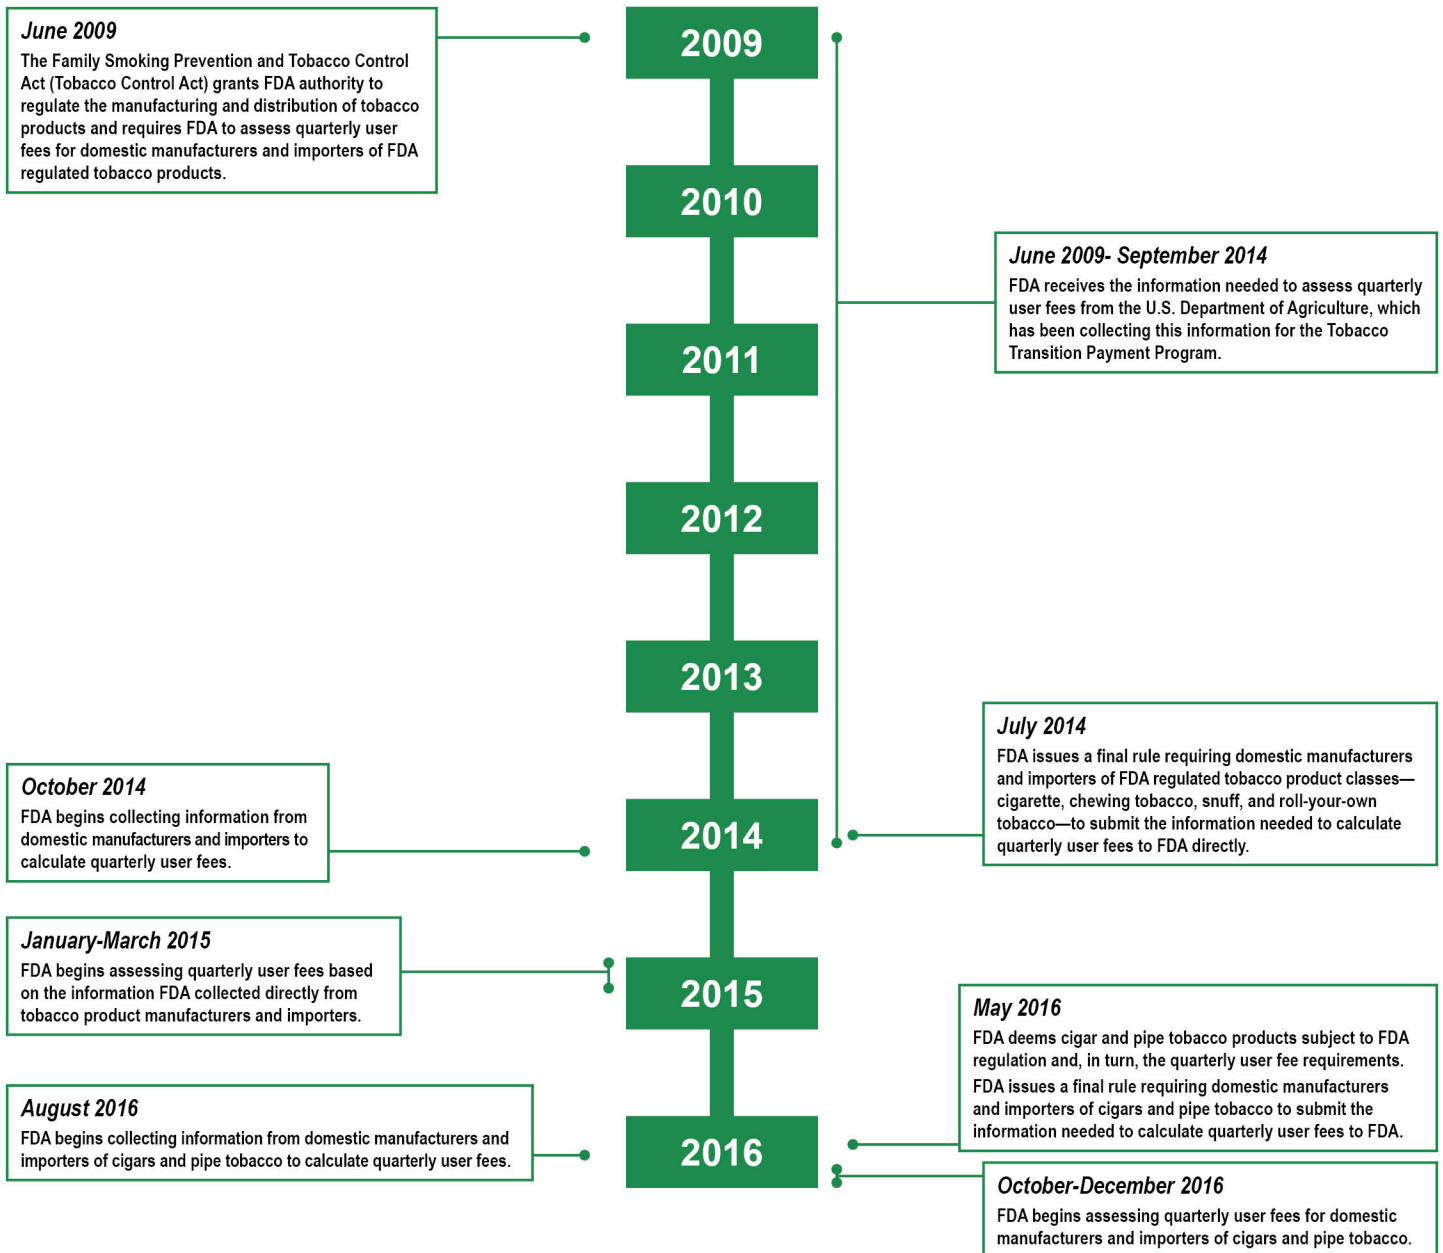 June 2009
The Family Smoking Prevention and Tobacco Control
Act (Tobacco Control Act) grants FDA authority to
regulate the manufacturing and distribution of tobacco
products and requires FDA to assess quarterly user
fees for domestic manufacturers and importers of FDA
regulated tobacco products.
2009
2010
June 2009- September 2014
FDA receives the information needed to assess quarterly
user fees from the U.S. Department of Agriculture, which
has been collecting this information for the Tobacco
Transition Payment Program.
2011
2012
2013
July 2014
FDA issues a final rule requiring domestic manufacturers
and importers of FDA regulated tobacco product classes—
cigarette, chewing tobacco, snuff, and roll-your-own
tobacco—to submit the information needed to calculate
quarterly user fees to FDA directly.
October 2014
FDA begins collecting information from
domestic manufacturers and importers to
calculate quarterly user fees.
2014
January-March 2015
FDA begins assessing quarterly user fees based
on the information FDA collected directly from
tobacco product manufacturers and importers.
2015
May 2016
FDA deems cigar and pipe tobacco products subject to FDA
regulation and, in turn, the quarterly user fee requirements.
FDA issues a final rule requiring domestic manufacturers
and importers of cigars and pipe tobacco to submit the
information needed to calculate quarterly user fees to FDA.
August 2016
FDA begins collecting information from domestic manufacturers and
importers of cigars and pipe tobacco to calculate quarterly user fees.
2016
October-December 2016
FDA begins assessing quarterly user fees for domestic
manufacturers and importers of cigars and pipe tobacco.